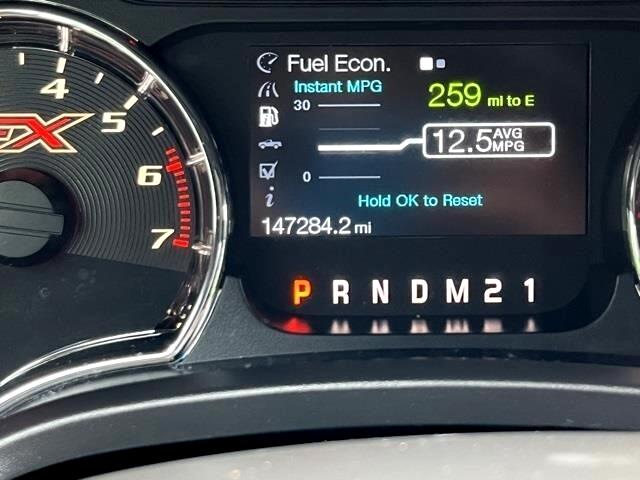 4
5
6
7
Fuel Econ.
Instant MPG
259 mi to E
30
12.5 AVG MPG
0
i
Hold OK to Reset
147284.2 mi
P R N D M 2 1